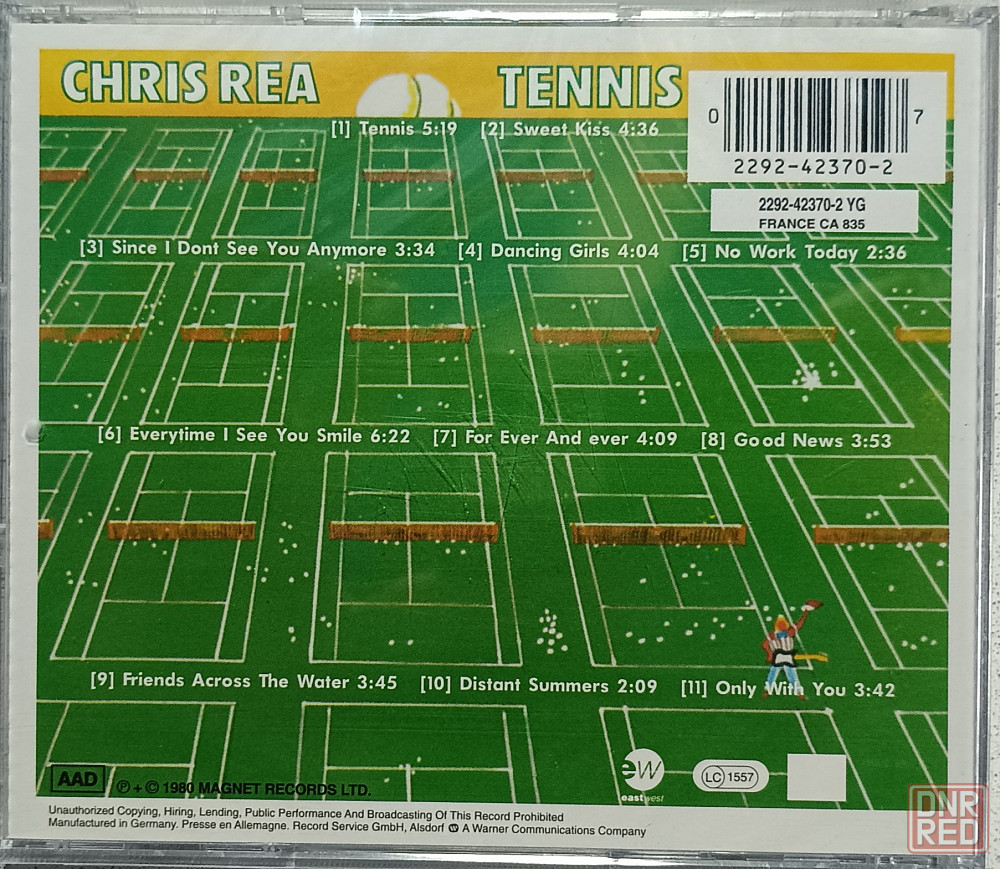 CHRIS REA TENNIS
0 7
2292-42370-2
[1] Tennis 5:19 [2] Sweet Kiss 4:36
2292-42370-2 YG
FRANCE CA 835
[3] Since I Dont See You Anymore 3:34 [4] Dancing Girls 4:04 [5] No Work Today 2:36
[6] Everytime I See You Smile 6:22 [7] For Ever And ever 4:09 [8] Good News 3:53
[9] Friends Across The Water 3:45 [10] Distant Summers 2:09 [11] Only With You 3:42
AAD ℗ + © 1980 MAGNET RECORDS LTD.
ew
eastwest
LC 1557
Unauthorized Copying, Hiring, Lending, Public Performance And Broadcasting Of This Record Prohibited
Manufactured in Germany. Presse en Allemagne. Record Service GmbH, Alsdorf A Warner Communications Company
DNR
RED